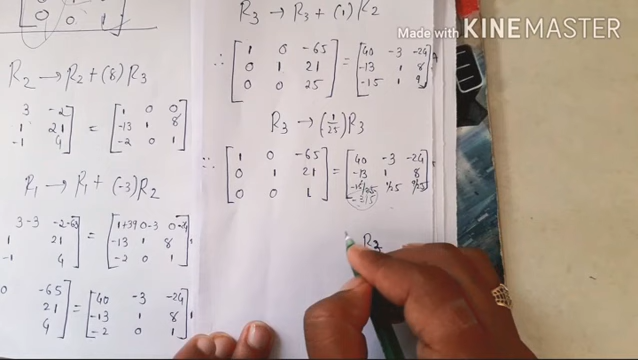 0 0 1
R₂ → R₂ + (8) R₃
3 -2
1 21
-1 4
=
1 0 0
-13 1 8
-2 0 1
R₁ → R₁ + (-3) R₂
3-3 -2-63
1 21
-1 4
=
1+39 0-3 0-24
-13 1 8
-2 0 1
0 -65
21
4
=
40 -3 -24
-13 1 8
-2 0 1
R₃ → R₃ + (1) R₂
∴
1 0 -65
0 1 21
0 0 25
=
40 -3 -24
-13 1 8
-15 1 9
R₃ → (1/25) R₃
∴
1 0 -65
0 1 21
0 0 1
=
40 -3 -24
-13 1 8
-15/25 1/25 9/25
-3/5
R₂
Made with KINEMASTER